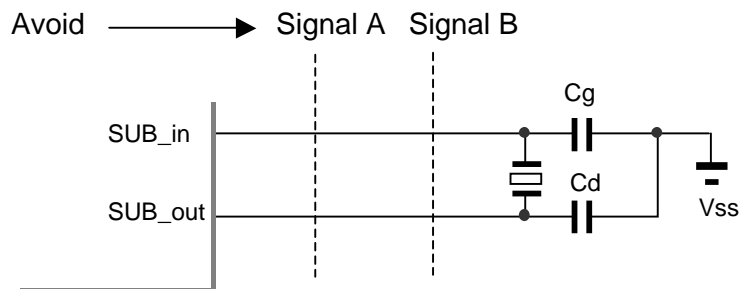 Avoid Signal A Signal B
Cg
SUB_in
Cd
SUB_out
Vss